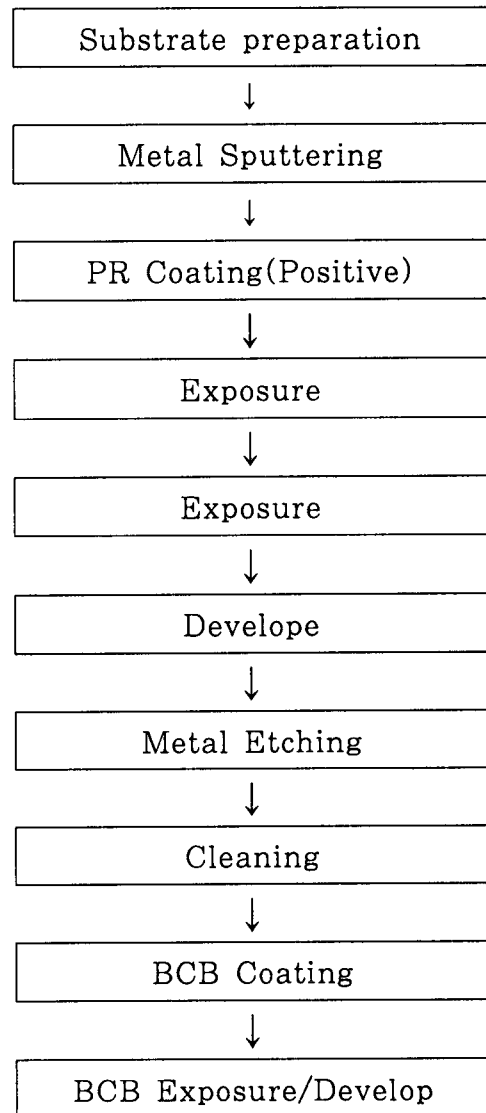 Substrate preparation
↓
Metal Sputtering
↓
PR Coating(Positive)
↓
Exposure
↓
Exposure
↓
Develope
↓
Metal Etching
↓
Cleaning
↓
BCB Coating
↓
BCB Exposure/Develop